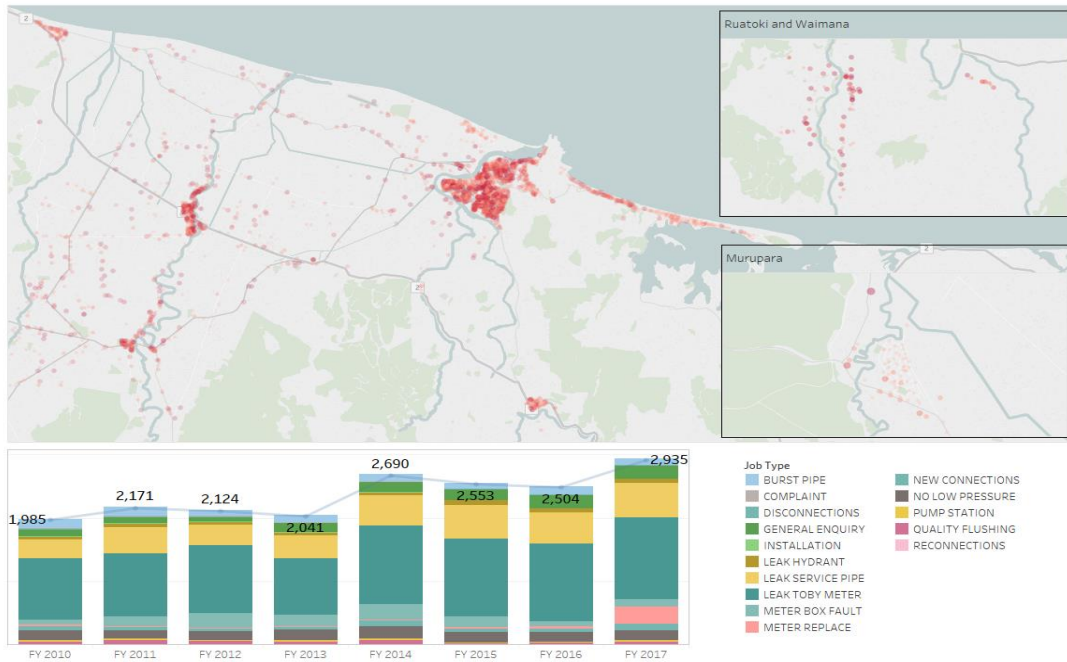 2
Ruatoki and Waimana
2
Murupara
2
1,985
2,171
2,124
2,041
2,690
2,553
2,504
2,935
FY 2010
FY 2011
FY 2012
FY 2013
FY 2014
FY 2015
FY 2016
FY 2017
Job Type
BURST PIPE
COMPLAINT
DISCONNECTIONS
GENERAL ENQUIRY
INSTALLATION
LEAK HYDRANT
LEAK SERVICE PIPE
LEAK TOBY METER
METER BOX FAULT
METER REPLACE
NEW CONNECTIONS
NO LOW PRESSURE
PUMP STATION
QUALITY FLUSHING
RECONNECTIONS